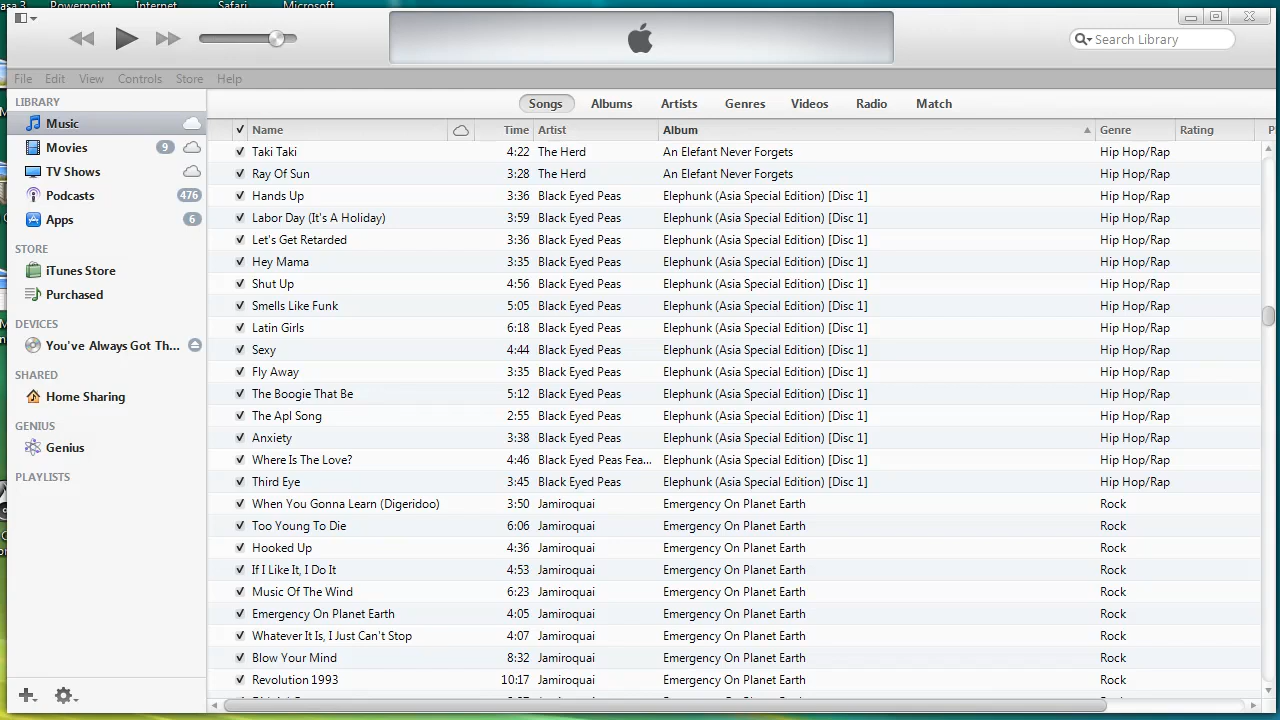 asa 3 Powerpoint Internet Safari Microsoft
Search Library
File Edit View Controls Store Help
LIBRARY
Music
Movies 9
TV Shows
Podcasts 476
Apps 6
STORE
iTunes Store
Purchased
DEVICES
You've Always Got Th...
SHARED
Home Sharing
GENIUS
Genius
PLAYLISTS
Songs Albums Artists Genres Videos Radio Match
Name Time Artist Album Genre Rating P
Taki Taki 4:22 The Herd An Elefant Never Forgets Hip Hop/Rap
Ray Of Sun 3:28 The Herd An Elefant Never Forgets Hip Hop/Rap
Hands Up 3:36 Black Eyed Peas Elephunk (Asia Special Edition) [Disc 1] Hip Hop/Rap
Labor Day (It's A Holiday) 3:59 Black Eyed Peas Elephunk (Asia Special Edition) [Disc 1] Hip Hop/Rap
Let's Get Retarded 3:36 Black Eyed Peas Elephunk (Asia Special Edition) [Disc 1] Hip Hop/Rap
Hey Mama 3:35 Black Eyed Peas Elephunk (Asia Special Edition) [Disc 1] Hip Hop/Rap
Shut Up 4:56 Black Eyed Peas Elephunk (Asia Special Edition) [Disc 1] Hip Hop/Rap
Smells Like Funk 5:05 Black Eyed Peas Elephunk (Asia Special Edition) [Disc 1] Hip Hop/Rap
Latin Girls 6:18 Black Eyed Peas Elephunk (Asia Special Edition) [Disc 1] Hip Hop/Rap
Sexy 4:44 Black Eyed Peas Elephunk (Asia Special Edition) [Disc 1] Hip Hop/Rap
Fly Away 3:35 Black Eyed Peas Elephunk (Asia Special Edition) [Disc 1] Hip Hop/Rap
The Boogie That Be 5:12 Black Eyed Peas Elephunk (Asia Special Edition) [Disc 1] Hip Hop/Rap
The Apl Song 2:55 Black Eyed Peas Elephunk (Asia Special Edition) [Disc 1] Hip Hop/Rap
Anxiety 3:38 Black Eyed Peas Elephunk (Asia Special Edition) [Disc 1] Hip Hop/Rap
Where Is The Love? 4:46 Black Eyed Peas Fea... Elephunk (Asia Special Edition) [Disc 1] Hip Hop/Rap
Third Eye 3:45 Black Eyed Peas Elephunk (Asia Special Edition) [Disc 1] Hip Hop/Rap
When You Gonna Learn (Digeridoo) 3:50 Jamiroquai Emergency On Planet Earth Rock
Too Young To Die 6:06 Jamiroquai Emergency On Planet Earth Rock
Hooked Up 4:36 Jamiroquai Emergency On Planet Earth Rock
If I Like It, I Do It 4:53 Jamiroquai Emergency On Planet Earth Rock
Music Of The Wind 6:23 Jamiroquai Emergency On Planet Earth Rock
Emergency On Planet Earth 4:05 Jamiroquai Emergency On Planet Earth Rock
Whatever It Is, I Just Can't Stop 4:07 Jamiroquai Emergency On Planet Earth Rock
Blow Your Mind 8:32 Jamiroquai Emergency On Planet Earth Rock
Revolution 1993 10:17 Jamiroquai Emergency On Planet Earth Rock